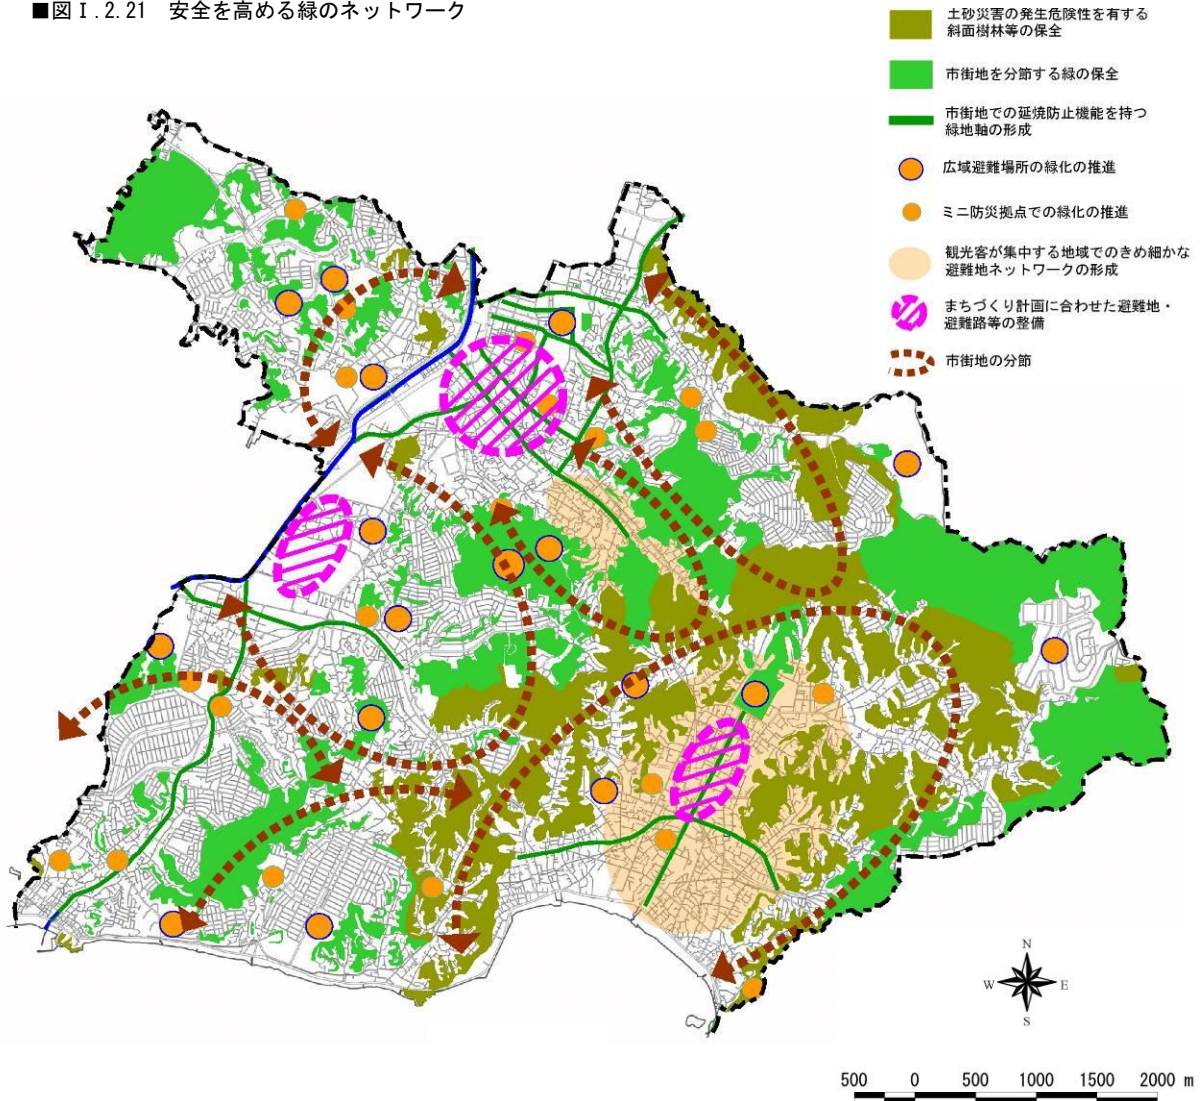 ■図Ⅰ.2.21 安全を高める緑のネットワーク
土砂災害の発生危険性を有する
斜面樹林等の保全
市街地を分節する緑の保全
市街地での延焼防止機能を持つ
緑地軸の形成
広域避難場所の緑化の推進
ミニ防災拠点での緑化の推進
観光客が集中する地域でのきめ細かな
避難地ネットワークの形成
まちづくり計画に合わせた避難地・
避難路等の整備
市街地の分節
N
W E
S
500 0 500 1000 1500 2000 m